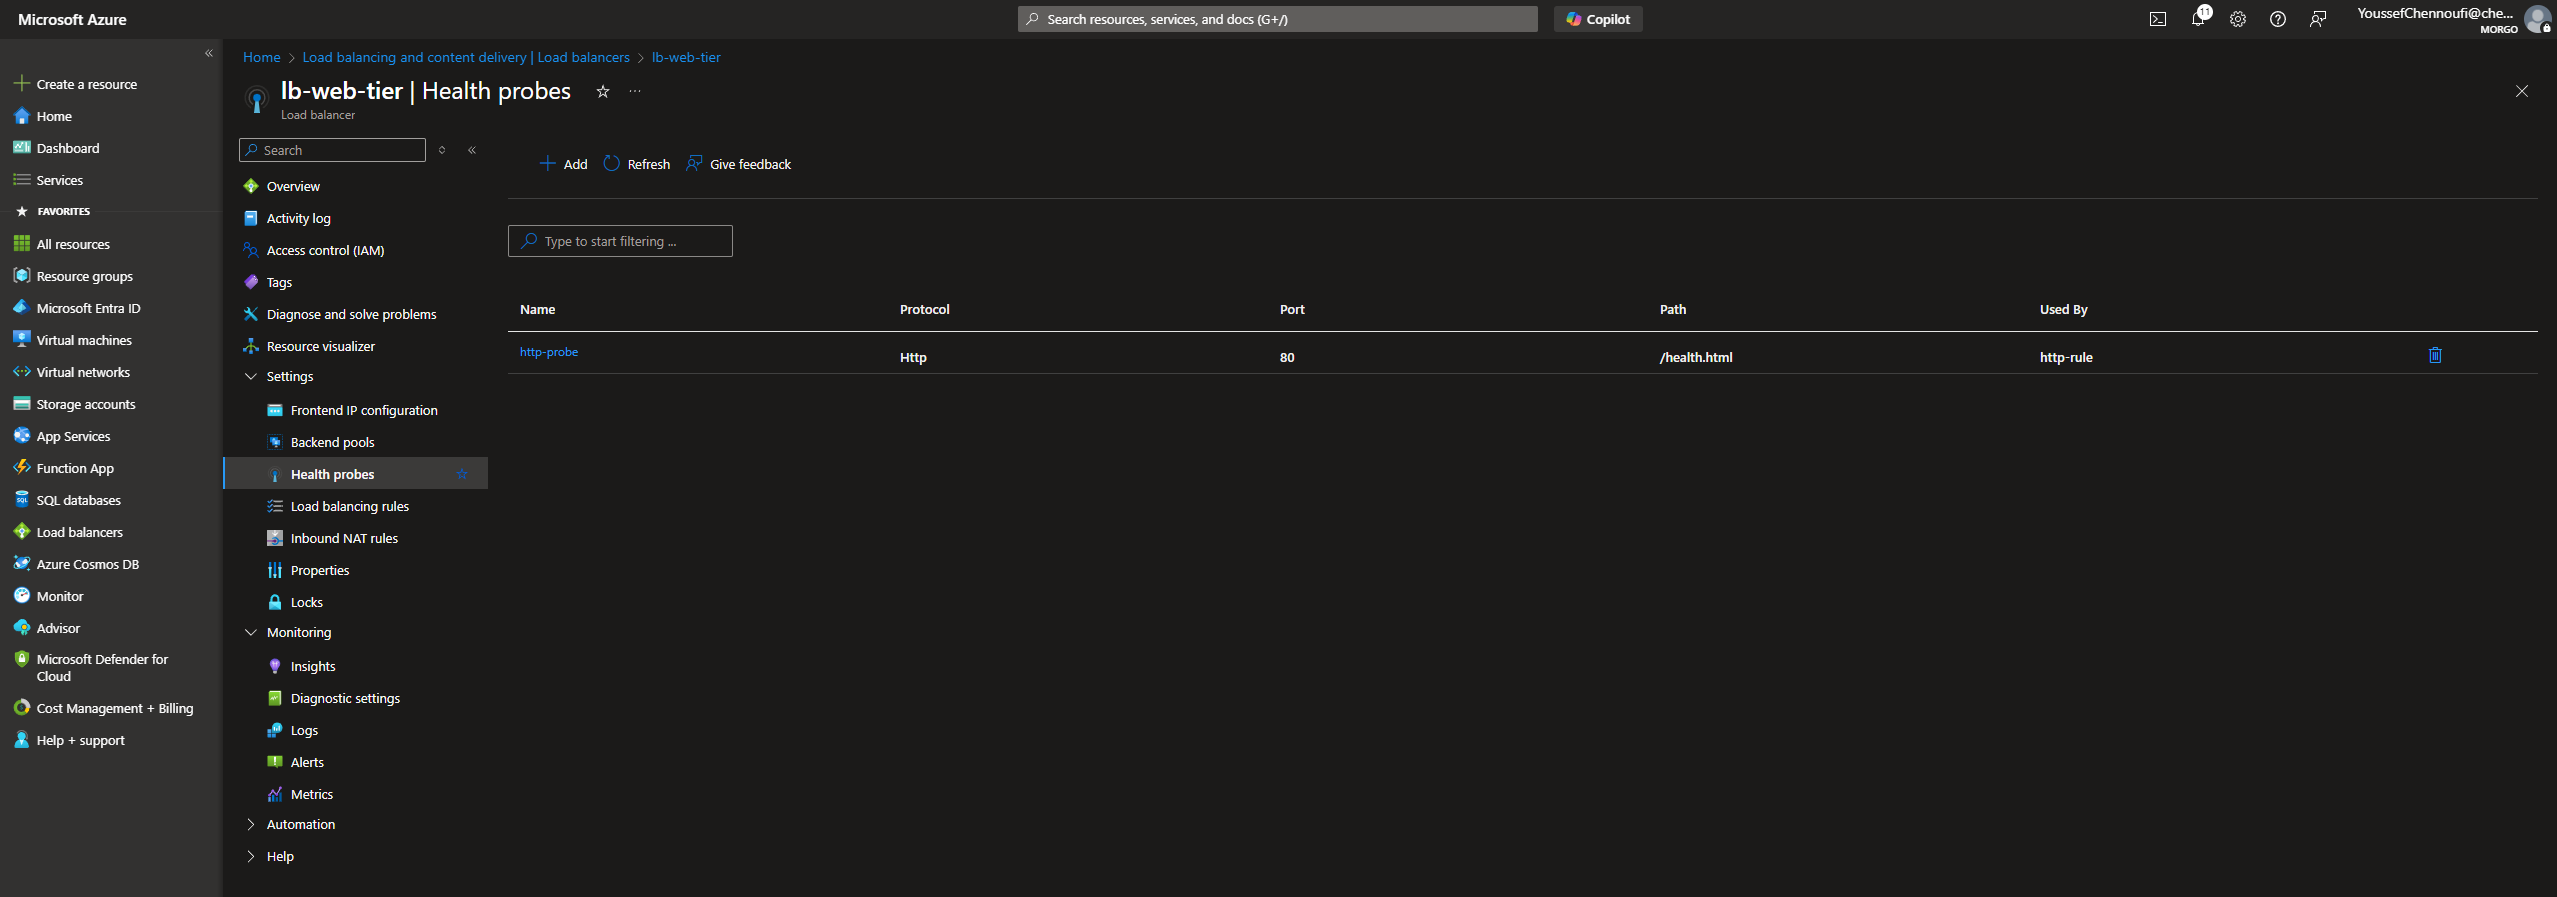 Microsoft Azure
Search resources, services, and docs (G+/)
Copilot
11
YoussefChennoufi@che...
MORGO
Create a resource
Home
Dashboard
Services
FAVORITES
All resources
Resource groups
Microsoft Entra ID
Virtual machines
Virtual networks
Storage accounts
App Services
Function App
SQL databases
Load balancers
Azure Cosmos DB
Monitor
Advisor
Microsoft Defender for
Cloud
Cost Management + Billing
Help + support
Home > Load balancing and content delivery | Load balancers > lb-web-tier
lb-web-tier | Health probes
Load balancer
Search
Overview
Activity log
Access control (IAM)
Tags
Diagnose and solve problems
Resource visualizer
Settings
Frontend IP configuration
Backend pools
Health probes
Load balancing rules
Inbound NAT rules
Properties
Locks
Monitoring
Insights
Diagnostic settings
Logs
Alerts
Metrics
Automation
Help
Add Refresh Give feedback
Type to start filtering ...
Name Protocol Port Path Used By
http-probe Http 80 /health.html http-rule